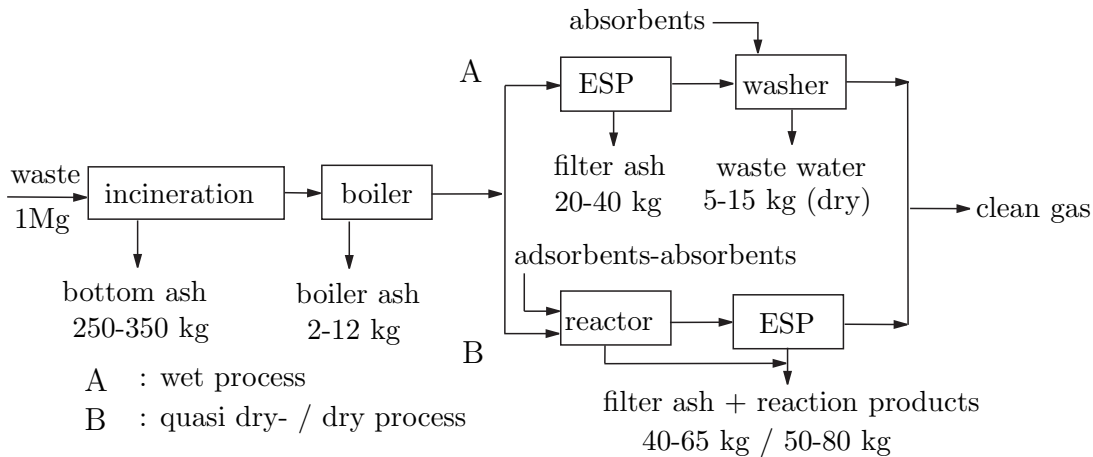 absorbents
A
ESP
washer
filter ash
20-40 kg
waste water
5-15 kg (dry)
waste
1Mg
incineration
boiler
clean gas
bottom ash
250-350 kg
boiler ash
2-12 kg
adsorbents-absorbents
reactor
ESP
B
filter ash + reaction products
40-65 kg / 50-80 kg
A : wet process
B : quasi dry- / dry process